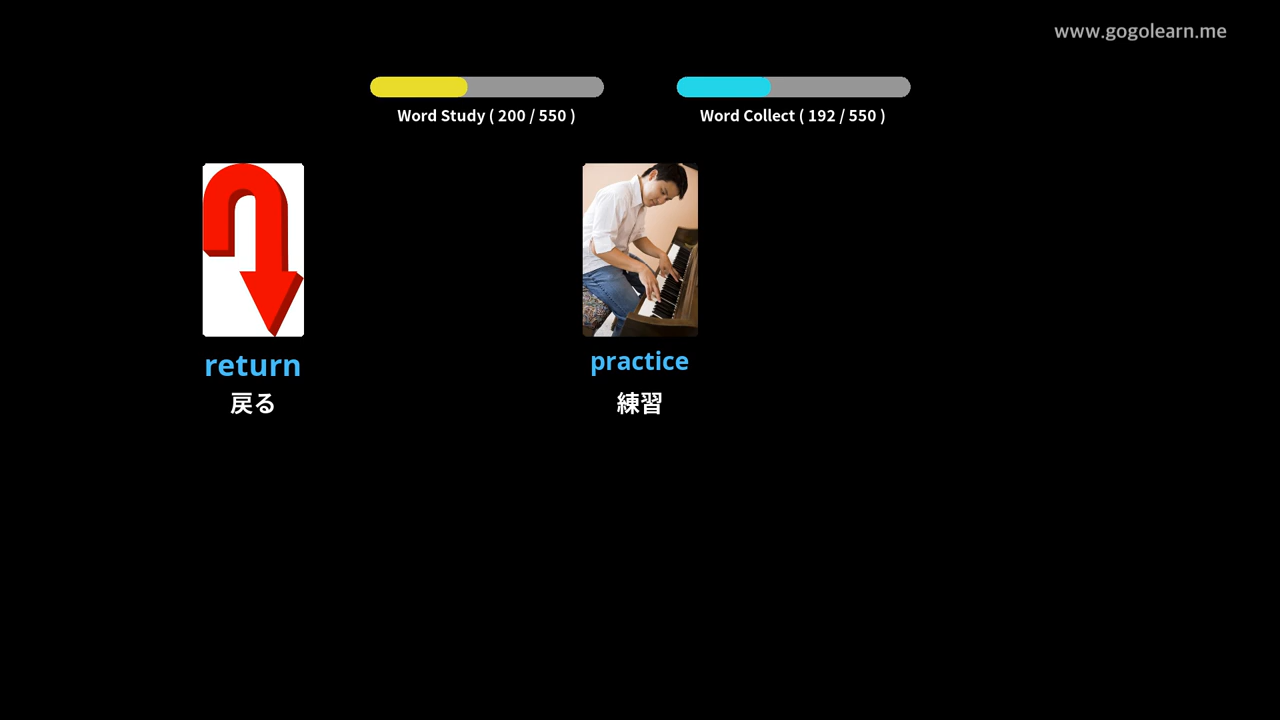 www.gogolearn.me
Word Study ( 200 / 550 )
Word Collect ( 192 / 550 )
return
戻る
practice
練習